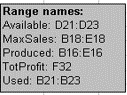 Range names:
Available: D21:D23
MaxSales: B18:E18
Produced: B16:E16
TotProfit: F32
Used: B21:B23